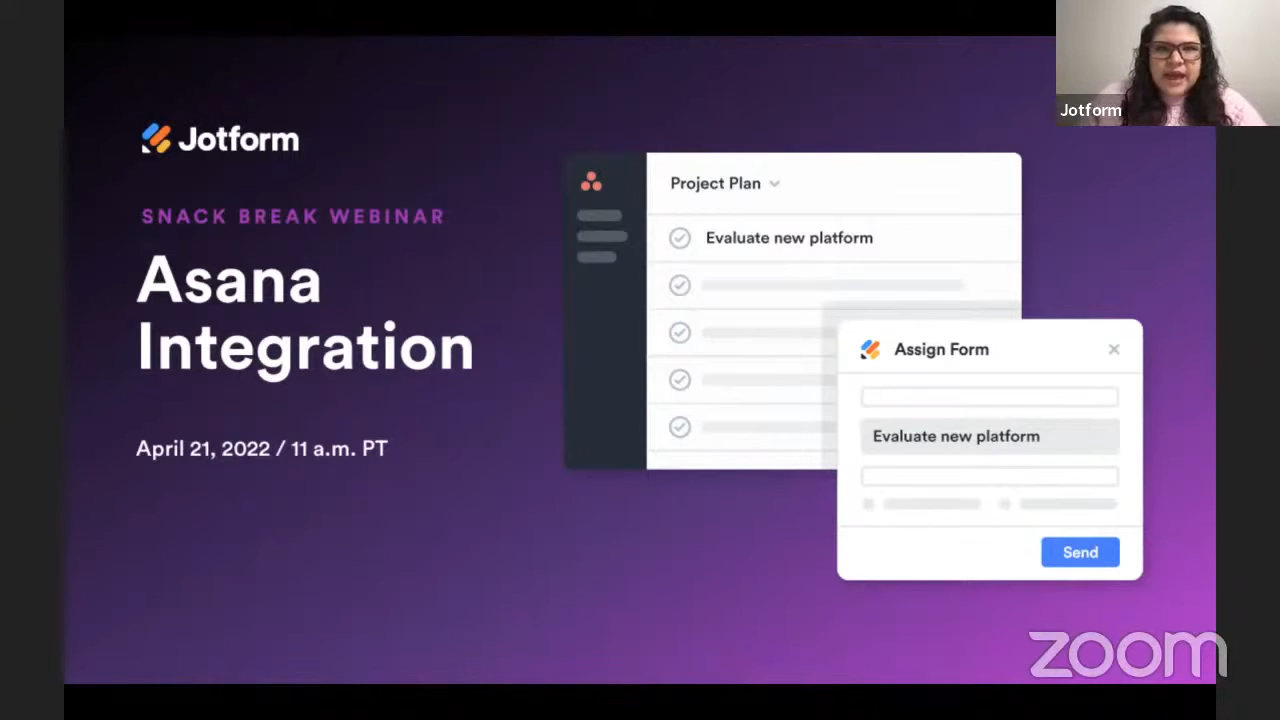 Jotform
Jotform
SNACK BREAK WEBINAR
Asana
Integration
April 21, 2022 / 11 a.m. PT
Project Plan
Evaluate new platform
Assign Form
Evaluate new platform
Send
zoom